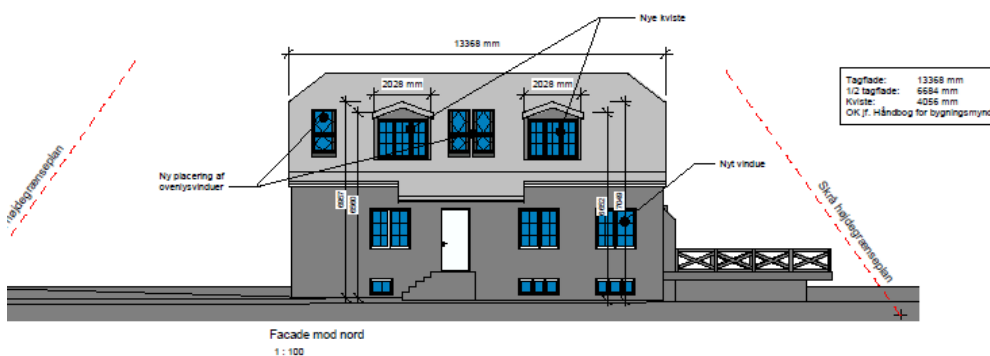 Nye kviste
13368 mm
2028 mm
2028 mm
Tagflade: 13368 mm
1/2 tagflade: 6684 mm
Kviste: 4056 mm
OK jf. Håndbog for bygningsmynd
Nyt vindue
Ny placering af
ovenlysvinduer
højdegrænseplan
Skrå højdegrænseplan
7049
Facade mod nord
1 : 100